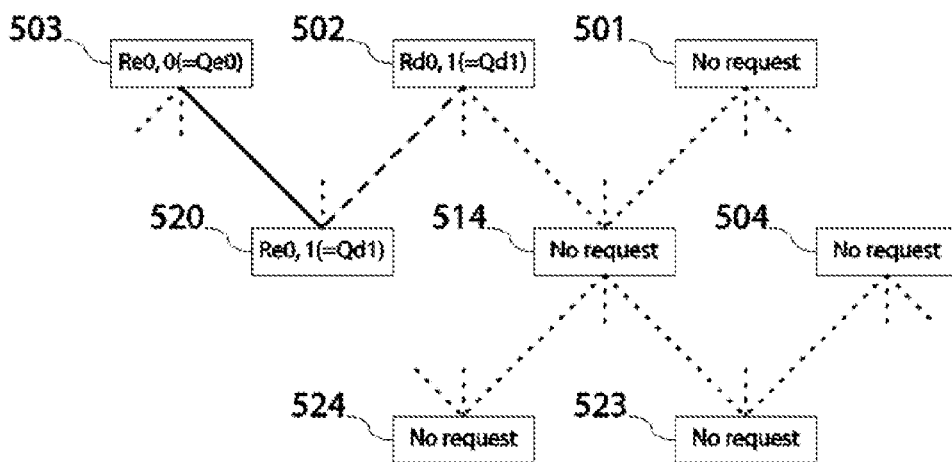 503 502 501
Re0, 0(=Qe0) Rd0, 1(=Qd1) No request
520 514 504
Re0, 1(=Qd1) No request No request
524 523
No request No request